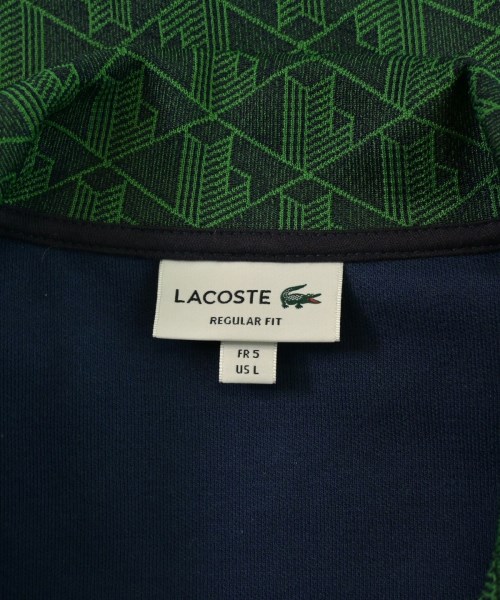 LACOSTE
REGULAR FIT
FR 5
US L